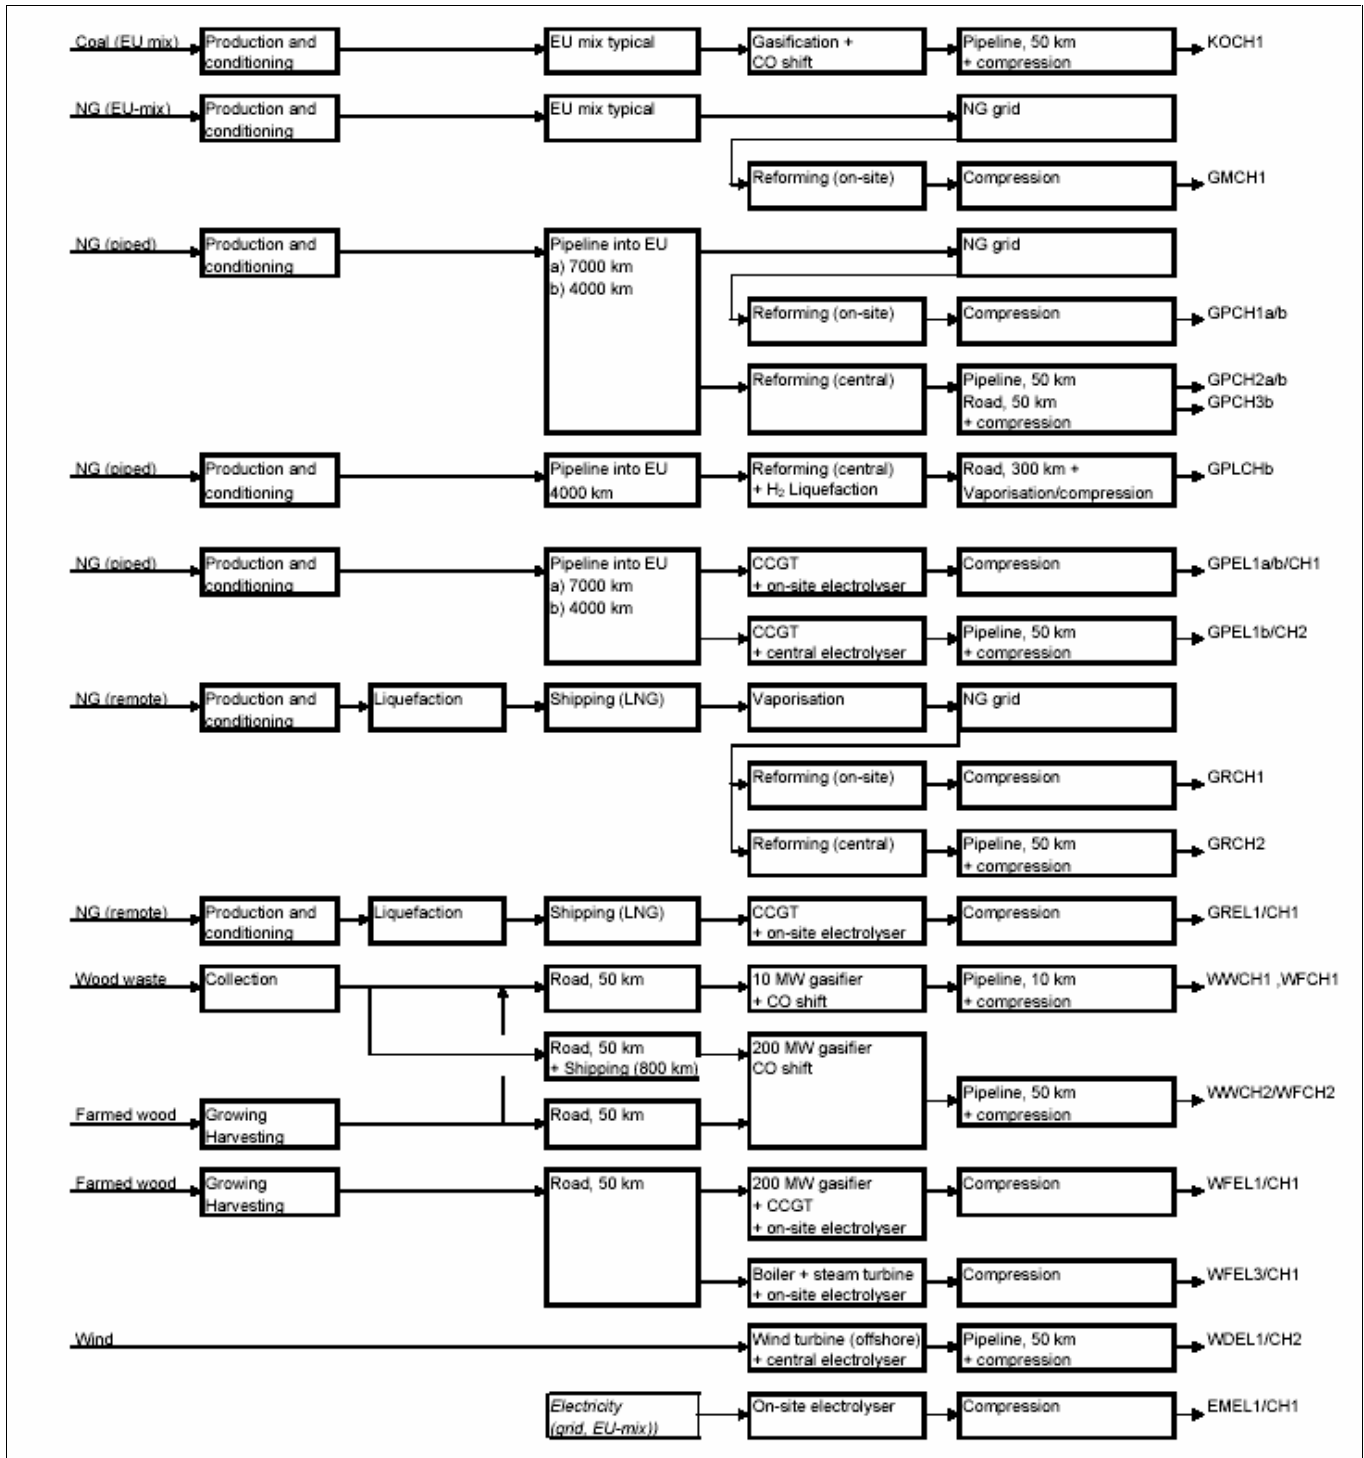 Coal (EU mix)
Production and
conditioning
EU mix typical
Gasification +
CO shift
Pipeline, 50 km
+ compression
KOCH1
NG (EU-mix)
Production and
conditioning
EU mix typical
NG grid
Reforming (on-site)
Compression
GMCH1
NG (piped)
Production and
conditioning
Pipeline into EU
a) 7000 km
b) 4000 km
NG grid
Reforming (on-site)
Compression
GPCH1a/b
Reforming (central)
Pipeline, 50 km
Road, 50 km
+ compression
GPCH2a/b
GPCH3b
NG (piped)
Production and
conditioning
Pipeline into EU
4000 km
Reforming (central)
+ H₂ Liquefaction
Road, 300 km +
Vaporisation/compression
GPLCHb
NG (piped)
Production and
conditioning
Pipeline into EU
a) 7000 km
b) 4000 km
CCGT
+ on-site electrolyser
Compression
GPEL1a/b/CH1
CCGT
+ central electrolyser
Pipeline, 50 km
+ compression
GPEL1b/CH2
NG (remote)
Production and
conditioning
Liquefaction
Shipping (LNG)
Vaporisation
NG grid
Reforming (on-site)
Compression
GRCH1
Reforming (central)
Pipeline, 50 km
+ compression
GRCH2
NG (remote)
Production and
conditioning
Liquefaction
Shipping (LNG)
CCGT
+ on-site electrolyser
Compression
GREL1/CH1
Wood waste
Collection
Road, 50 km
10 MW gasifier
+ CO shift
Pipeline, 10 km
+ compression
WWCH1 ,WFCH1
Road, 50 km
+ Shipping (800 km)
200 MW gasifier
CO shift
Pipeline, 50 km
+ compression
WWCH2/WFCH2
Farmed wood
Growing
Harvesting
Road, 50 km
Farmed wood
Growing
Harvesting
Road, 50 km
200 MW gasifier
+ CCGT
+ on-site electrolyser
Compression
WFEL1/CH1
Boiler + steam turbine
+ on-site electrolyser
Compression
WFEL3/CH1
Wind
Wind turbine (offshore)
+ central electrolyser
Pipeline, 50 km
+ compression
WDEL1/CH2
Electricity
(grid, EU-mix))
On-site electrolyser
Compression
EMEL1/CH1